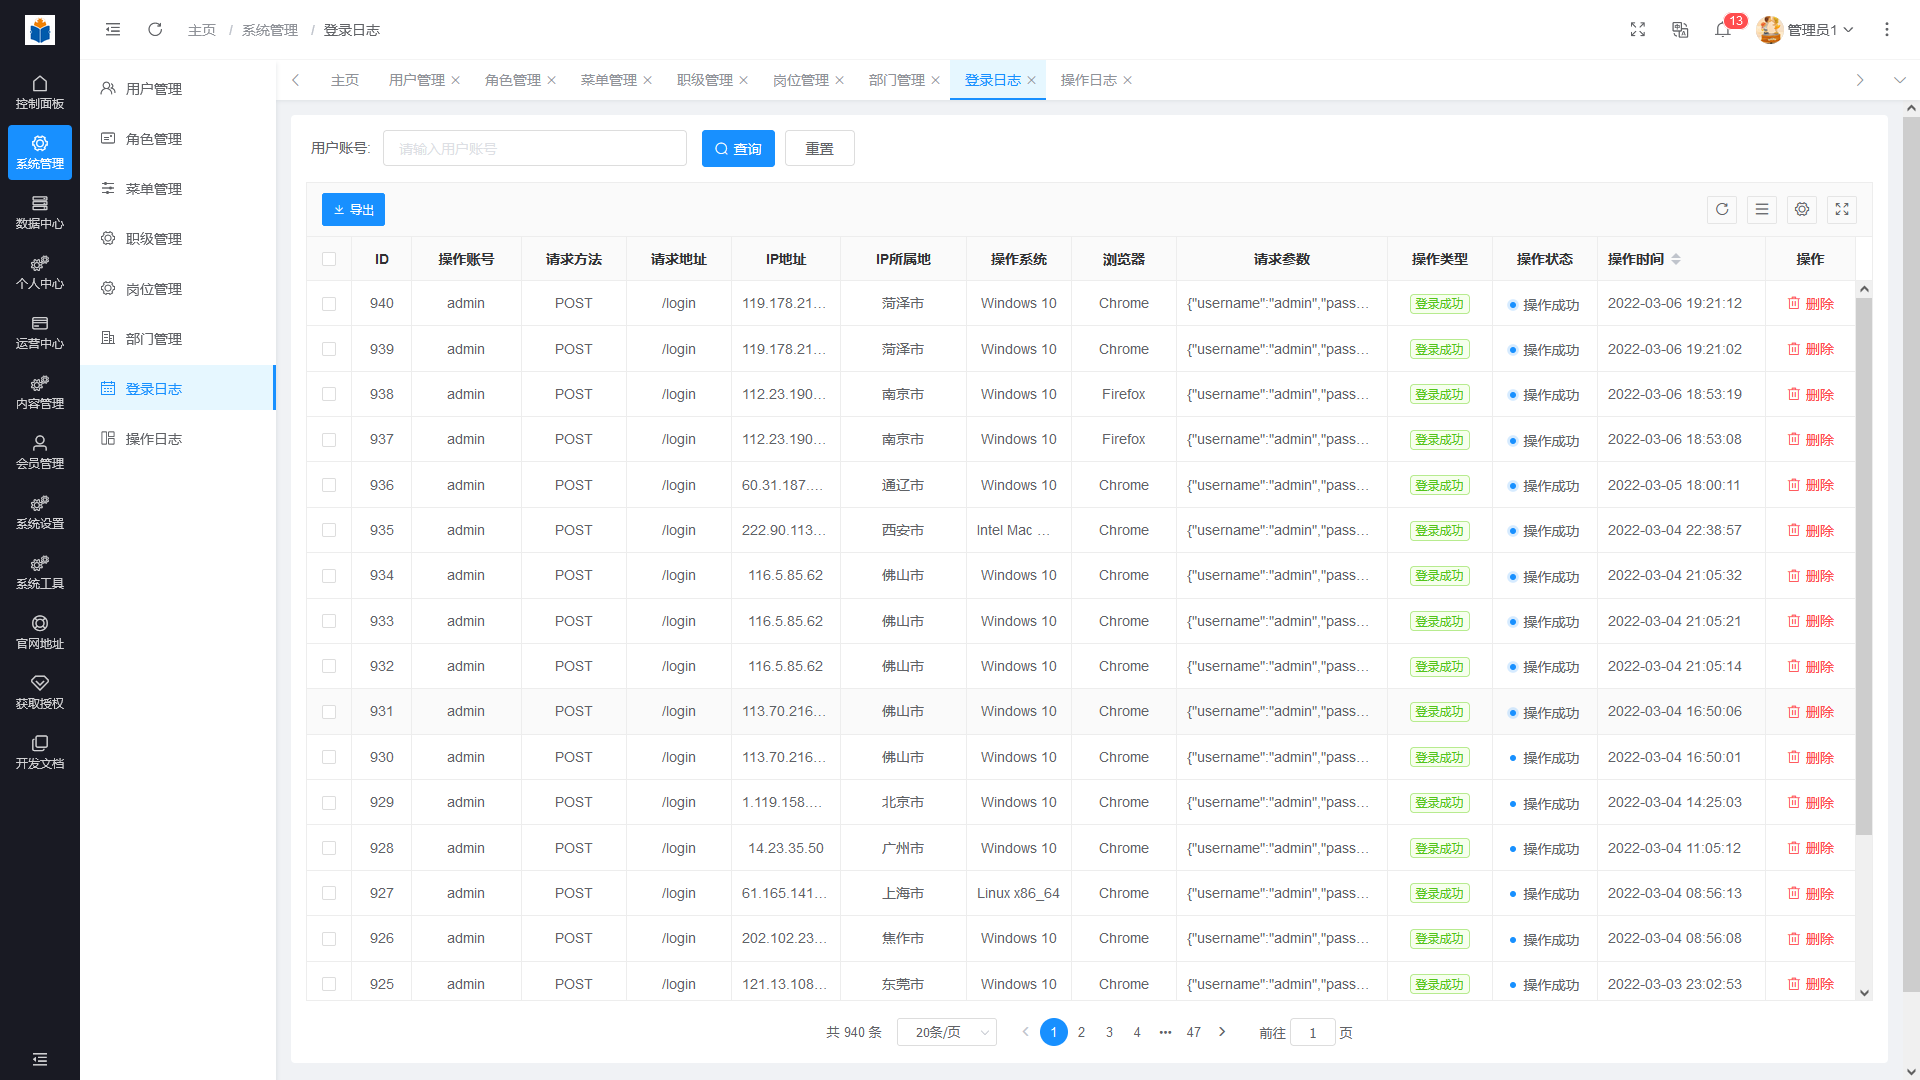 主页 / 系统管理 / 登录日志
13
管理员1
控制面板
系统管理
数据中心
个人中心
运营中心
内容管理
会员管理
系统设置
系统工具
官网地址
获取授权
开发文档
用户管理
角色管理
菜单管理
职级管理
岗位管理
部门管理
登录日志
操作日志
主页 用户管理 角色管理 菜单管理 职级管理 岗位管理 部门管理 登录日志 操作日志
用户账号: 请输入用户账号 查询 重置
导出
ID 操作账号 请求方法 请求地址 IP地址 IP所属地 操作系统 浏览器 请求参数 操作类型 操作状态 操作时间 操作
940 admin POST /login 119.178.21... 菏泽市 Windows 10 Chrome {"username":"admin","pass... 登录成功 操作成功 2022-03-06 19:21:12 删除
939 admin POST /login 119.178.21... 菏泽市 Windows 10 Chrome {"username":"admin","pass... 登录成功 操作成功 2022-03-06 19:21:02 删除
938 admin POST /login 112.23.190... 南京市 Windows 10 Firefox {"username":"admin","pass... 登录成功 操作成功 2022-03-06 18:53:19 删除
937 admin POST /login 112.23.190... 南京市 Windows 10 Firefox {"username":"admin","pass... 登录成功 操作成功 2022-03-06 18:53:08 删除
936 admin POST /login 60.31.187.... 通辽市 Windows 10 Chrome {"username":"admin","pass... 登录成功 操作成功 2022-03-05 18:00:11 删除
935 admin POST /login 222.90.113... 西安市 Intel Mac ... Chrome {"username":"admin","pass... 登录成功 操作成功 2022-03-04 22:38:57 删除
934 admin POST /login 116.5.85.62 佛山市 Windows 10 Chrome {"username":"admin","pass... 登录成功 操作成功 2022-03-04 21:05:32 删除
933 admin POST /login 116.5.85.62 佛山市 Windows 10 Chrome {"username":"admin","pass... 登录成功 操作成功 2022-03-04 21:05:21 删除
932 admin POST /login 116.5.85.62 佛山市 Windows 10 Chrome {"username":"admin","pass... 登录成功 操作成功 2022-03-04 21:05:14 删除
931 admin POST /login 113.70.216... 佛山市 Windows 10 Chrome {"username":"admin","pass... 登录成功 操作成功 2022-03-04 16:50:06 删除
930 admin POST /login 113.70.216... 佛山市 Windows 10 Chrome {"username":"admin","pass... 登录成功 操作成功 2022-03-04 16:50:01 删除
929 admin POST /login 1.119.158.... 北京市 Windows 10 Chrome {"username":"admin","pass... 登录成功 操作成功 2022-03-04 14:25:03 删除
928 admin POST /login 14.23.35.50 广州市 Windows 10 Chrome {"username":"admin","pass... 登录成功 操作成功 2022-03-04 11:05:12 删除
927 admin POST /login 61.165.141... 上海市 Linux x86_64 Chrome {"username":"admin","pass... 登录成功 操作成功 2022-03-04 08:56:13 删除
926 admin POST /login 202.102.23... 焦作市 Windows 10 Chrome {"username":"admin","pass... 登录成功 操作成功 2022-03-04 08:56:08 删除
925 admin POST /login 121.13.108... 东莞市 Windows 10 Chrome {"username":"admin","pass... 登录成功 操作成功 2022-03-03 23:02:53 删除
共 940 条 20条/页 1 2 3 4 ••• 47 前往 1 页